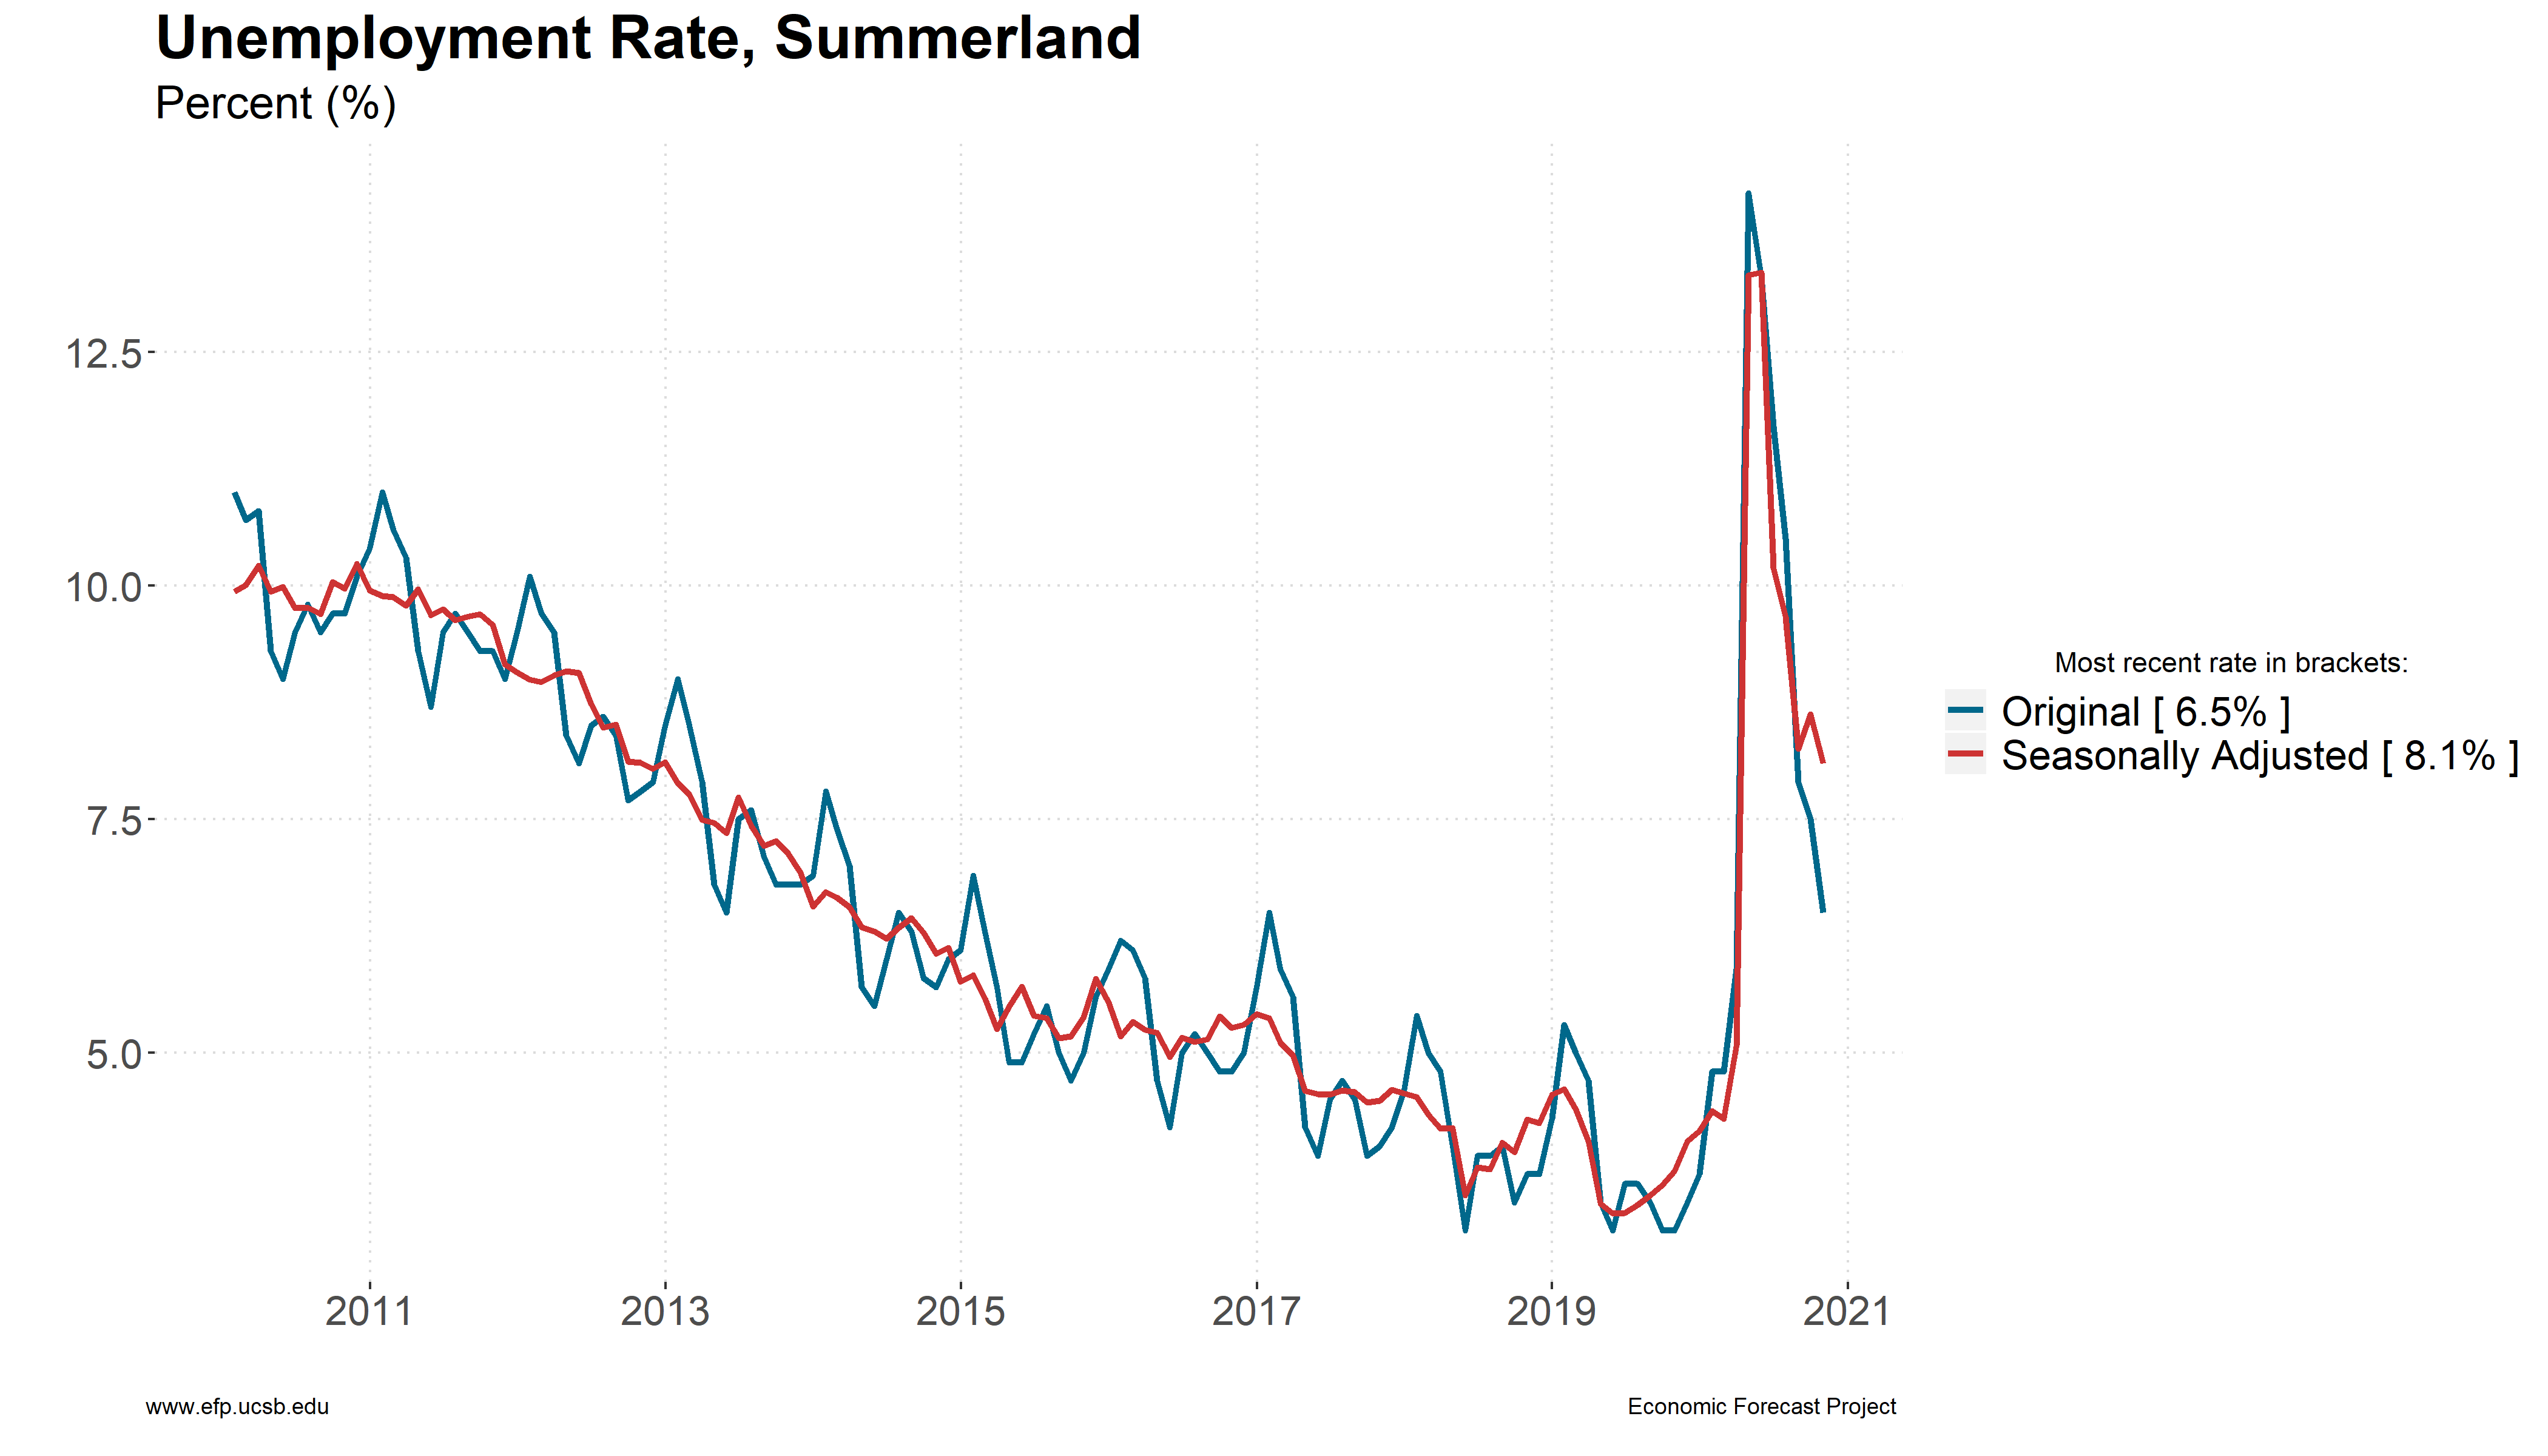 Unemployment Rate, Summerland
Percent (%)
12.5
10.0
7.5
5.0
2011 2013 2015 2017 2019 2021
Most recent rate in brackets:
Original [ 6.5% ]
Seasonally Adjusted [ 8.1% ]
www.efp.ucsb.edu Economic Forecast Project